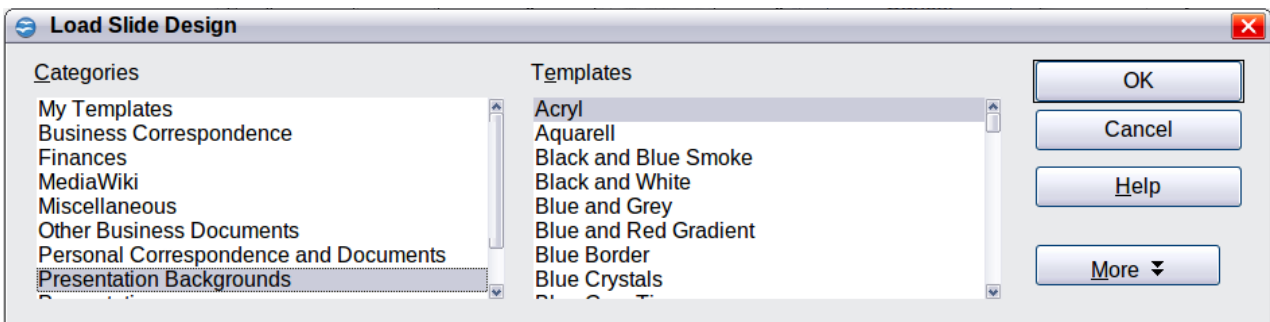 Load Slide Design
Categories
My Templates
Business Correspondence
Finances
MediaWiki
Miscellaneous
Other Business Documents
Personal Correspondence and Documents
Presentation Backgrounds
Templates
Acryl
Aquarell
Black and Blue Smoke
Black and White
Blue and Grey
Blue and Red Gradient
Blue Border
Blue Crystals
OK
Cancel
Help
More